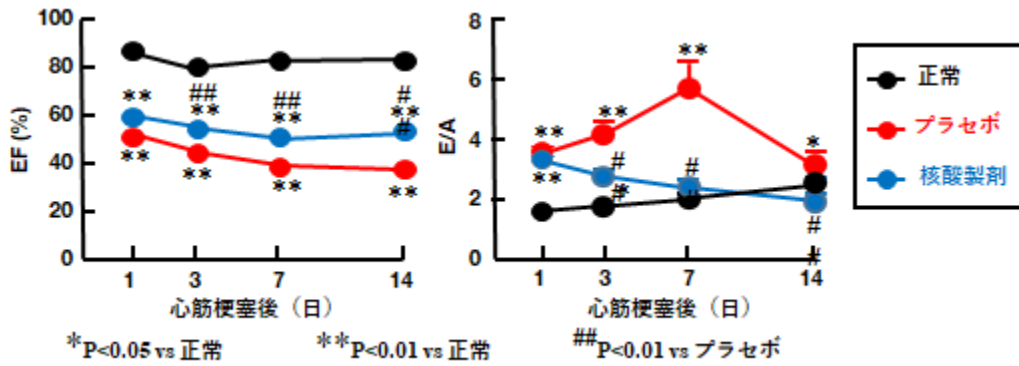 100
80
60
40
20
0
EF (%)
** ## ## #
** ** ** #
** ** ** **
1 3 7 14
心筋梗塞後（日）
8
6
4
2
0
E/A
** ** ** *
** # # #
* #
# #
1 3 7 14
心筋梗塞後（日）
正常
プラセボ
核酸製剤
*P<0.05 vs 正常 **P<0.01 vs 正常 ##P<0.01 vs プラセボ